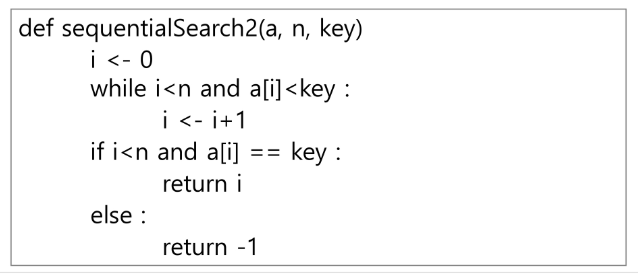 def sequentialSearch2(a, n, key)
i <- 0
while i<n and a[i]<key :
i <- i+1
if i<n and a[i] == key :
return i
else :
return -1